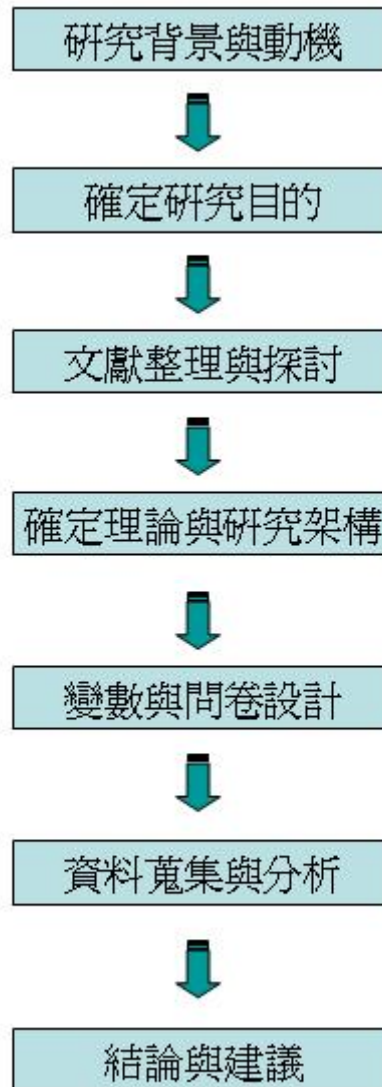 研究背景與動機
確定研究目的
文獻整理與探討
確定理論與研究架構
變數與問卷設計
資料蒐集與分析
結論與建議